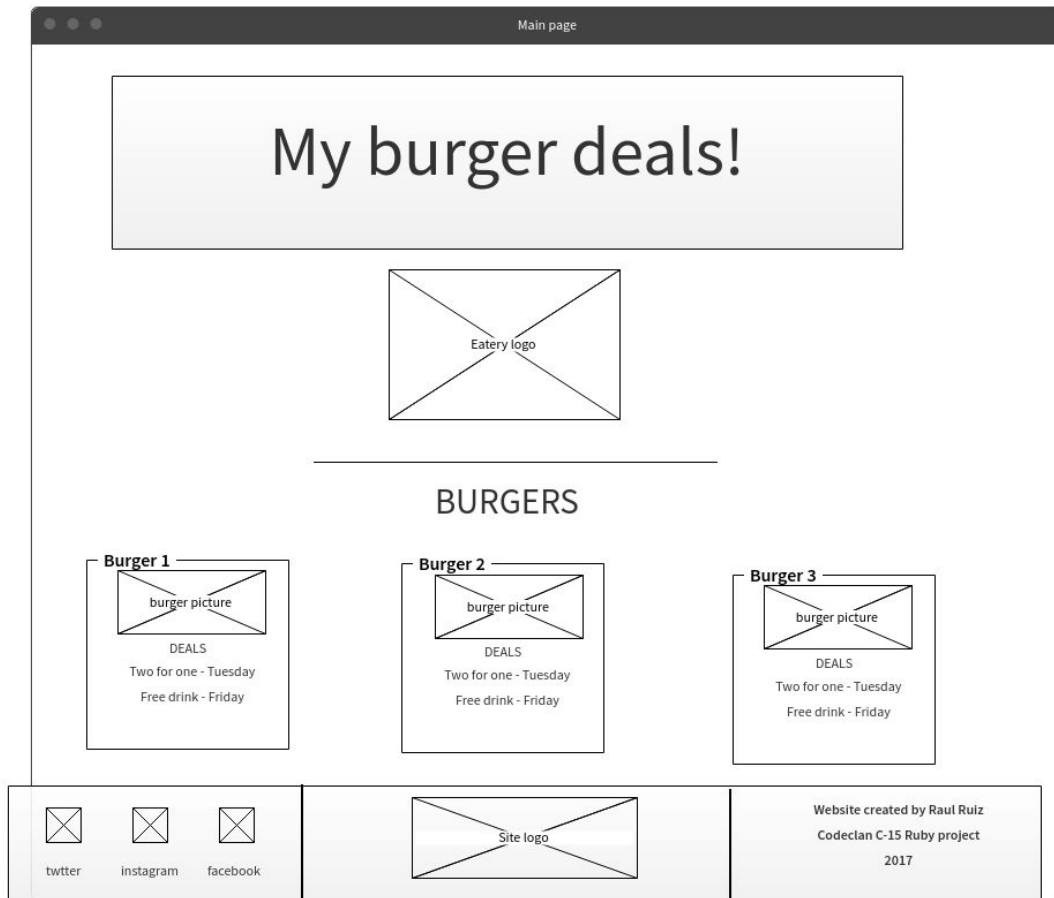 Main page
My burger deals!
Eatery logo
BURGERS
Burger 1
burger picture
DEALS
Two for one - Tuesday
Free drink - Friday
Burger 2
burger picture
DEALS
Two for one - Tuesday
Free drink - Friday
Burger 3
burger picture
DEALS
Two for one - Tuesday
Free drink - Friday
twtter
instagram
facebook
Site logo
Website created by Raul Ruiz
Codeclan C-15 Ruby project
2017